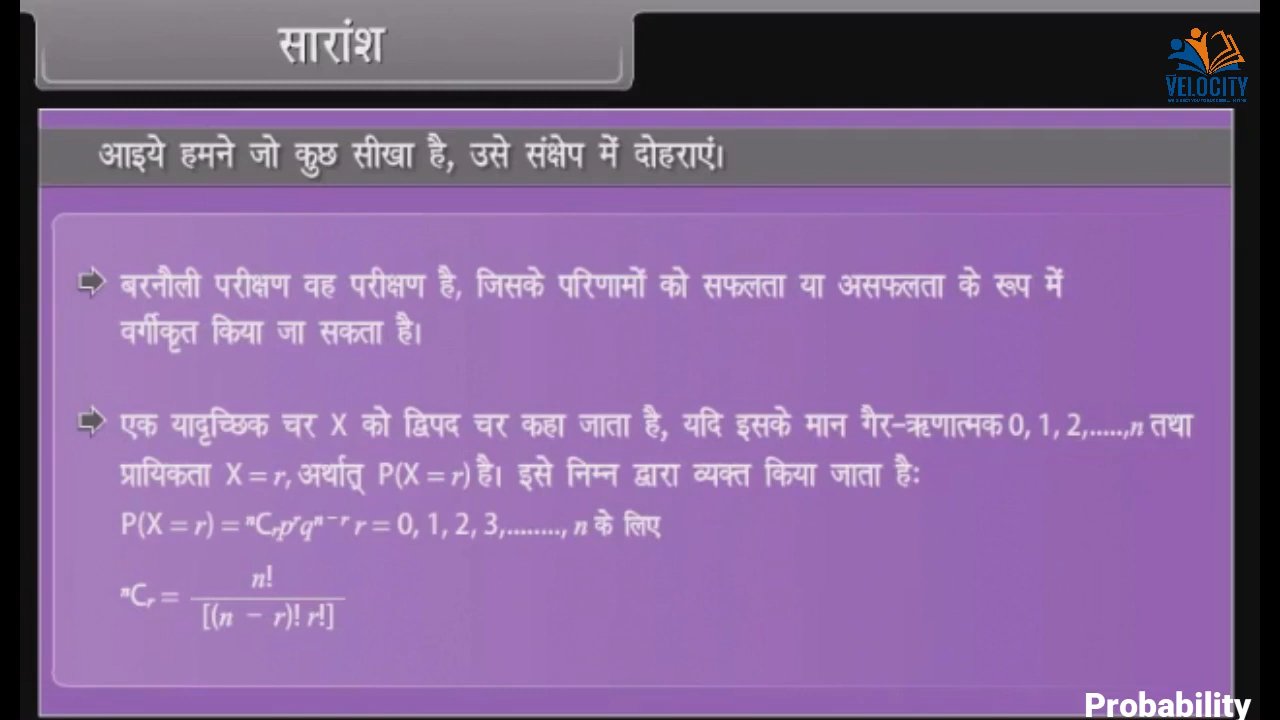 सारांश
VELOCITY
आइये हमने जो कुछ सीखा है, उसे संक्षेप में दोहराएं।
बरनौली परीक्षण वह परीक्षण है, जिसके परिणामों को सफलता या असफलता के रूप में
वर्गीकृत किया जा सकता है।
एक यादृच्छिक चर X को द्विपद चर कहा जाता है, यदि इसके मान गैर-ऋणात्मक 0, 1, 2,.....,n तथा
प्रायिकता X = r, अर्थात् P(X = r) है। इसे निम्न द्वारा व्यक्त किया जाता है:
P(X = r) = ⁿCᵣpʳqⁿ⁻ʳ r = 0, 1, 2, 3,........, n के लिए
ⁿCᵣ = n! / [(n − r)! r!]
Probability